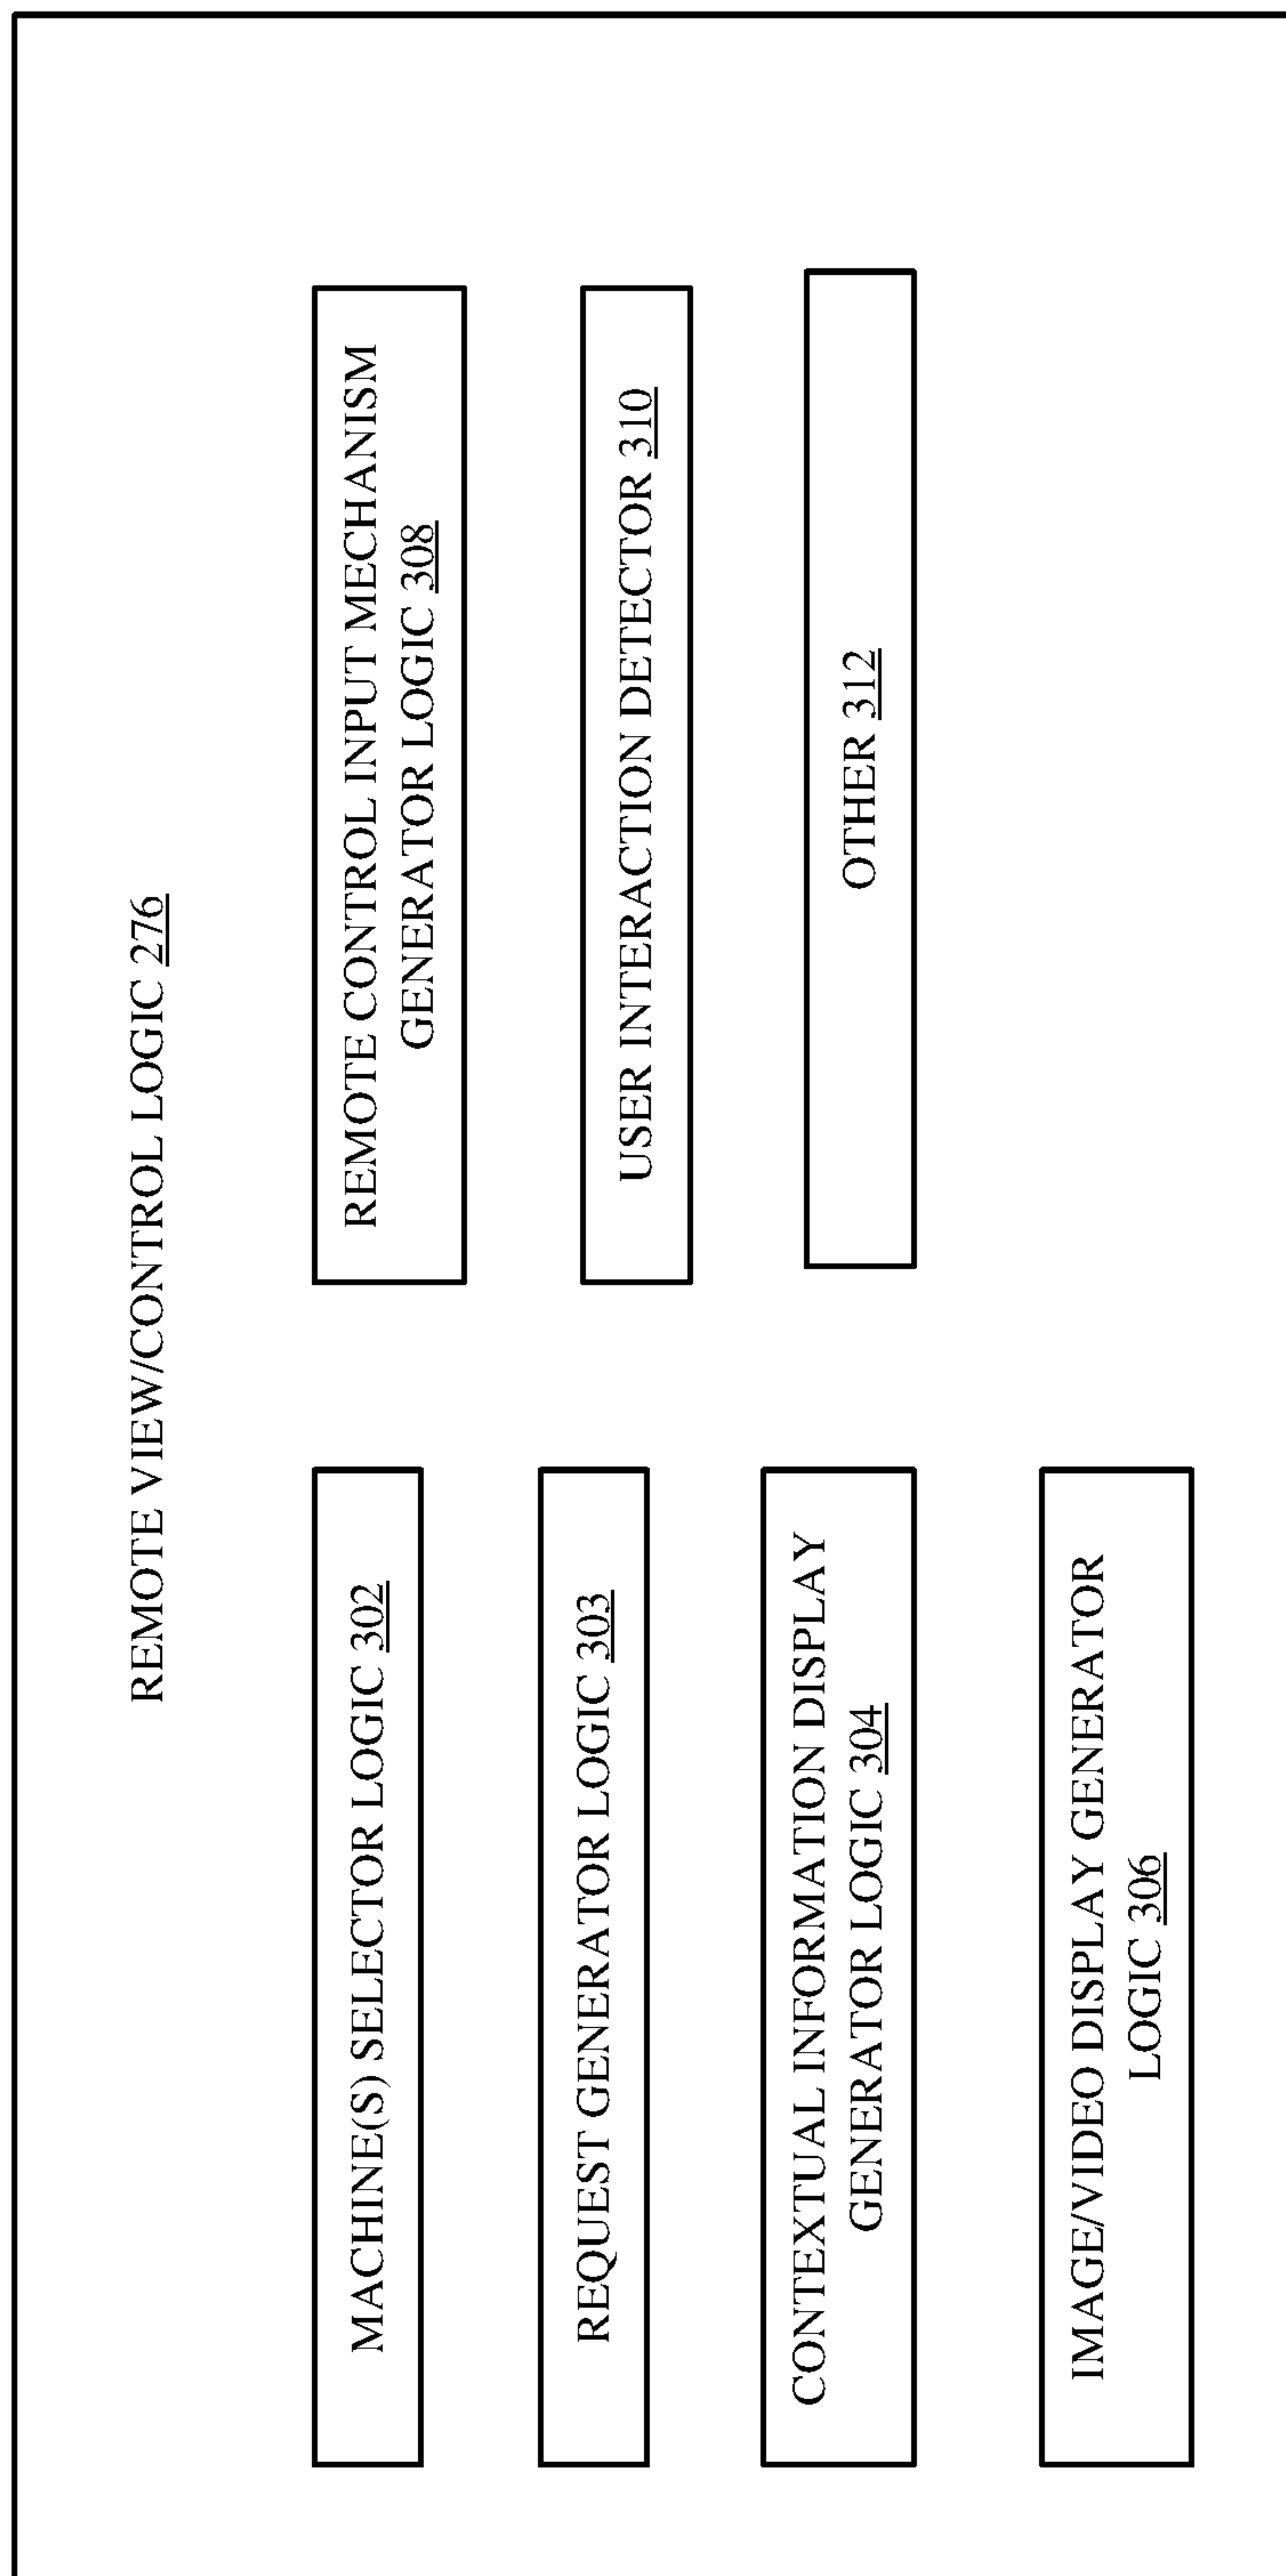 REMOTE VIEW/CONTROL LOGIC 276
MACHINE(S) SELECTOR LOGIC 302
REQUEST GENERATOR LOGIC 303
CONTEXTUAL INFORMATION DISPLAY
GENERATOR LOGIC 304
IMAGE/VIDEO DISPLAY GENERATOR
LOGIC 306
REMOTE CONTROL INPUT MECHANISM
GENERATOR LOGIC 308
USER INTERACTION DETECTOR 310
OTHER 312